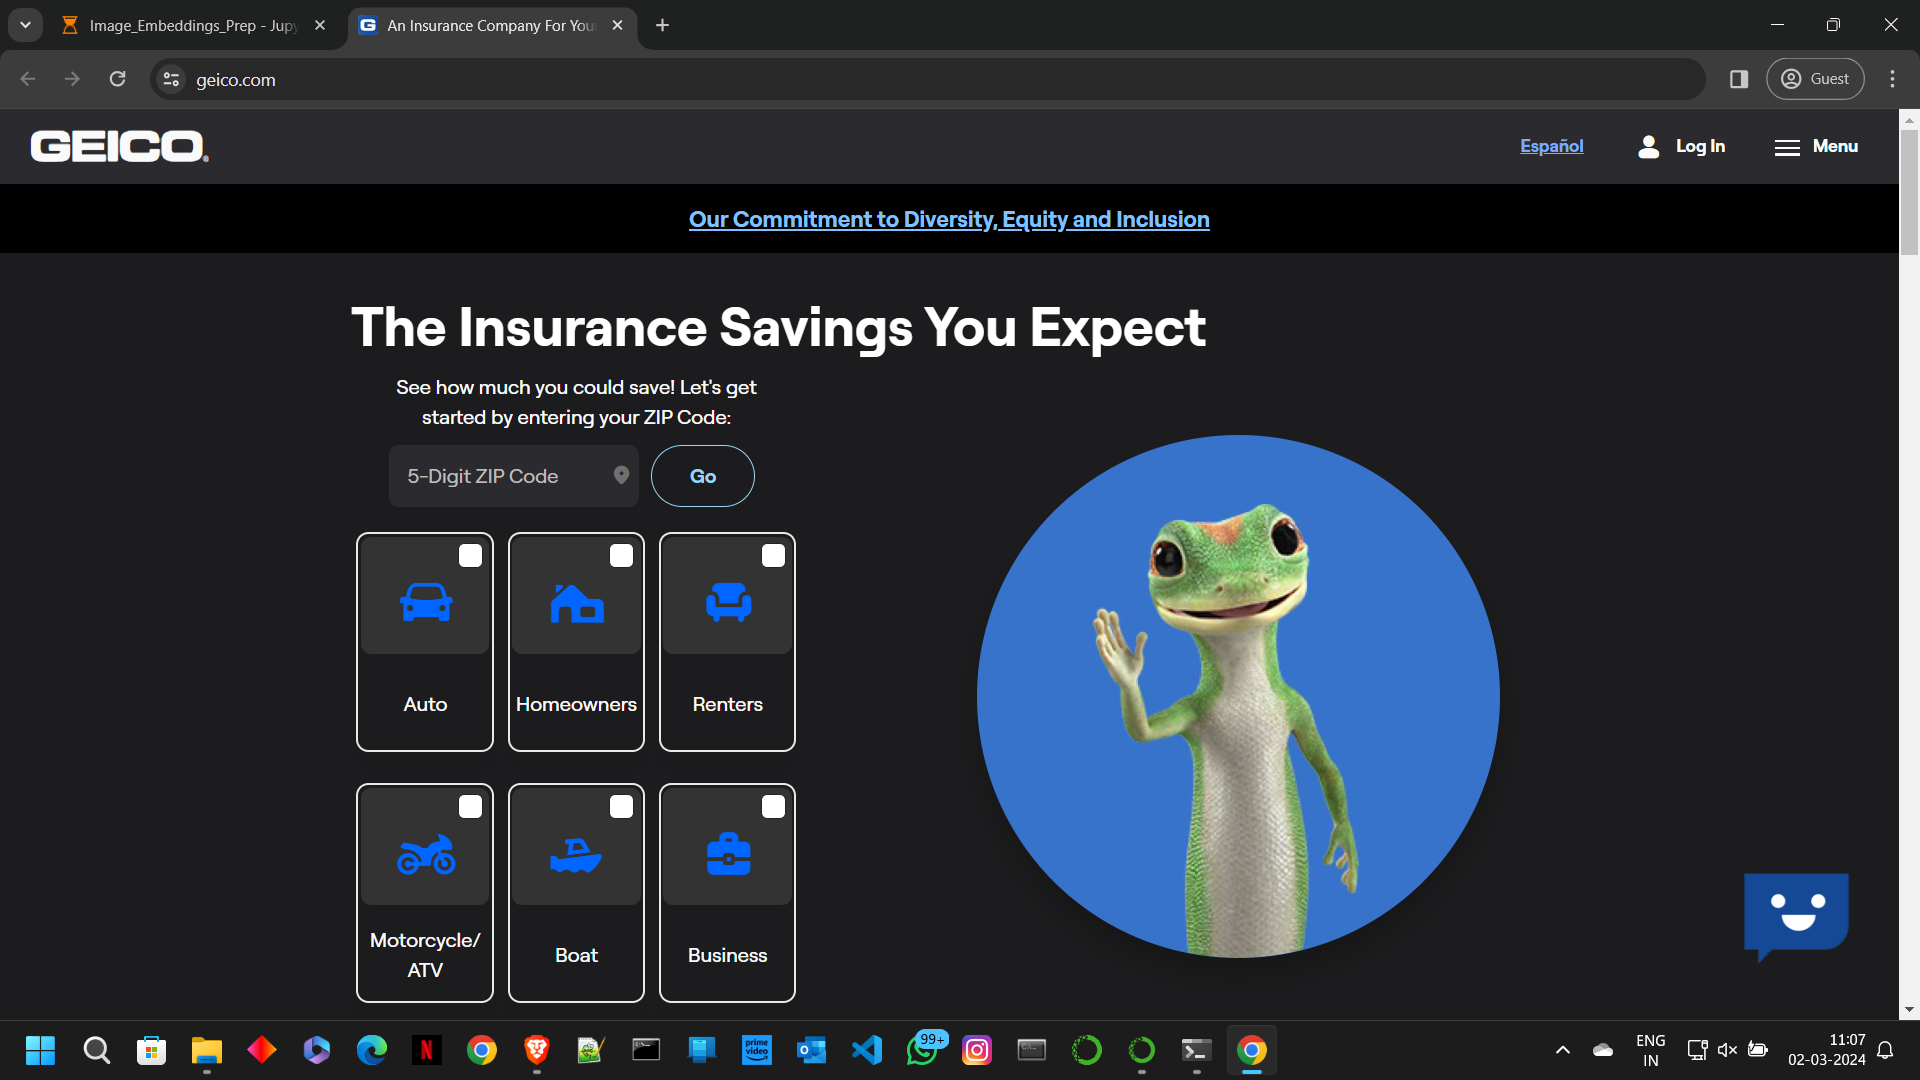 Image_Embeddings_Prep - Jupy
An Insurance Company For You
geico.com
Guest
GEICO
Español
Log In
Menu
Our Commitment to Diversity, Equity and Inclusion
The Insurance Savings You Expect
See how much you could save! Let's get
started by entering your ZIP Code:
5-Digit ZIP Code
Go
Auto
Homeowners
Renters
Motorcycle/
ATV
Boat
Business
prime
video
99+
ENG
IN
11:07
02-03-2024